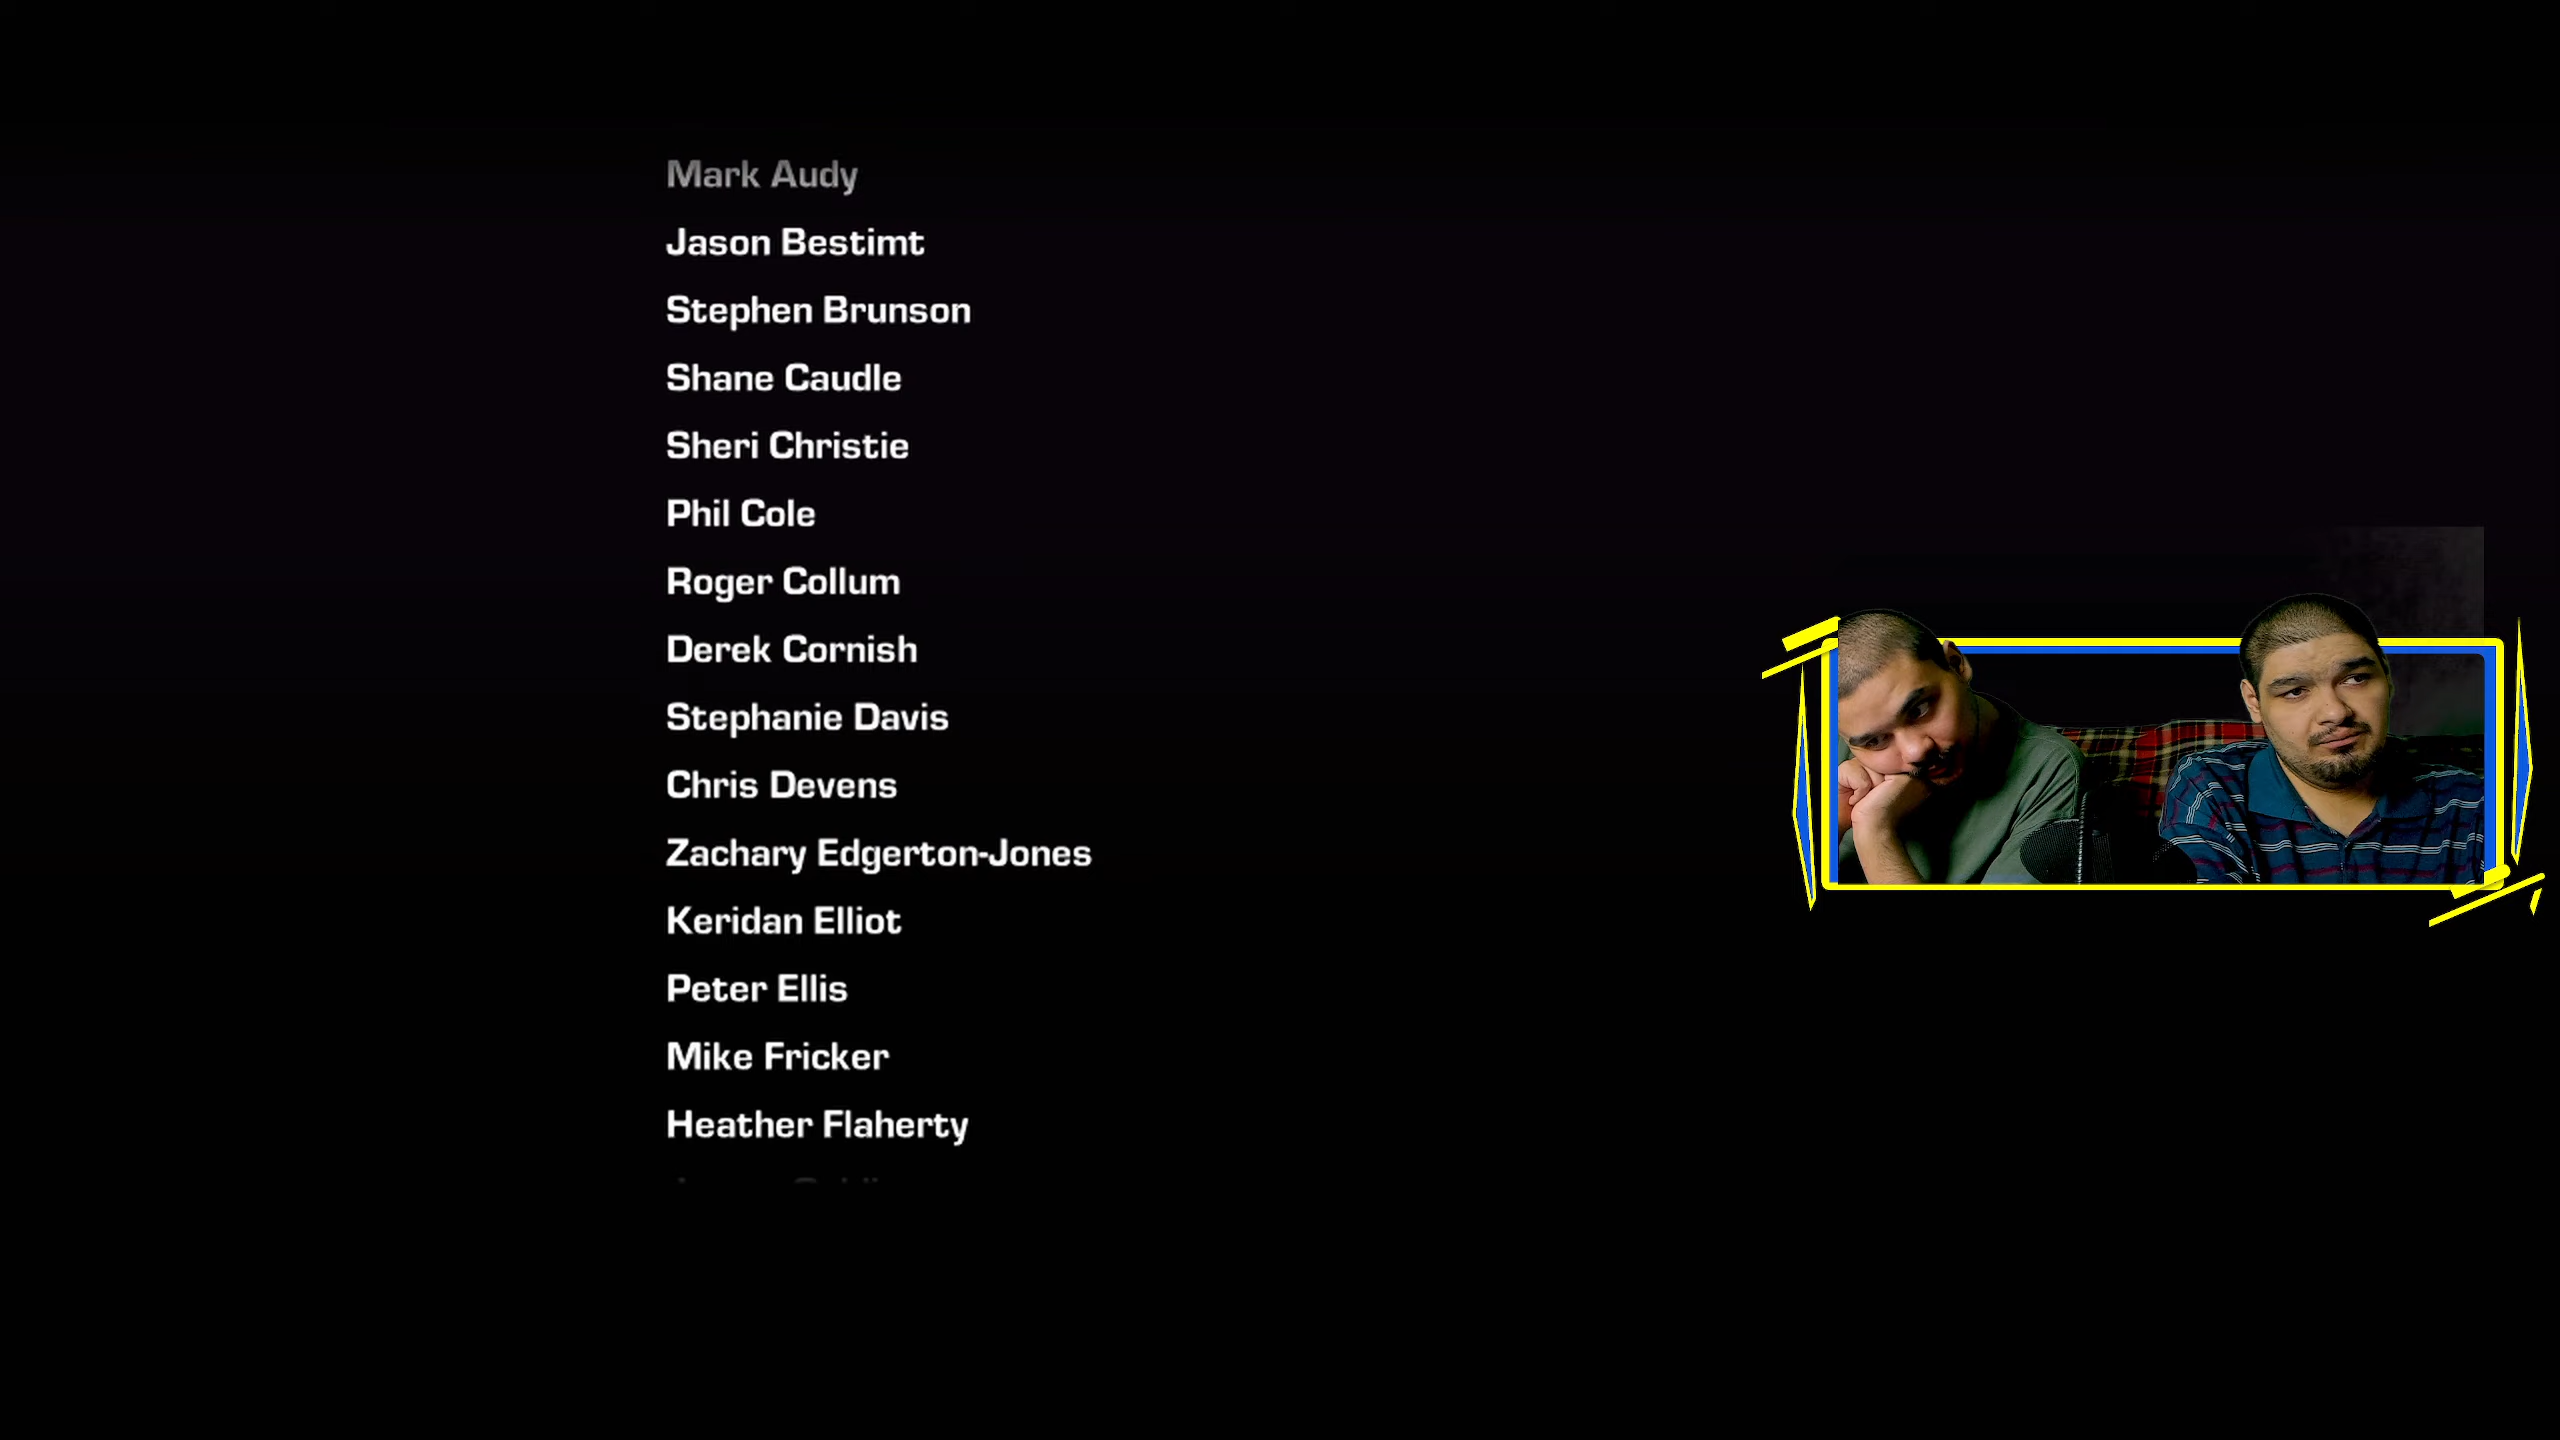 Mark Audy
Jason Bestimt
Stephen Brunson
Shane Caudle
Sheri Christie
Phil Cole
Roger Collum
Derek Cornish
Stephanie Davis
Chris Devens
Zachary Edgerton-Jones
Keridan Elliot
Peter Ellis
Mike Fricker
Heather Flaherty